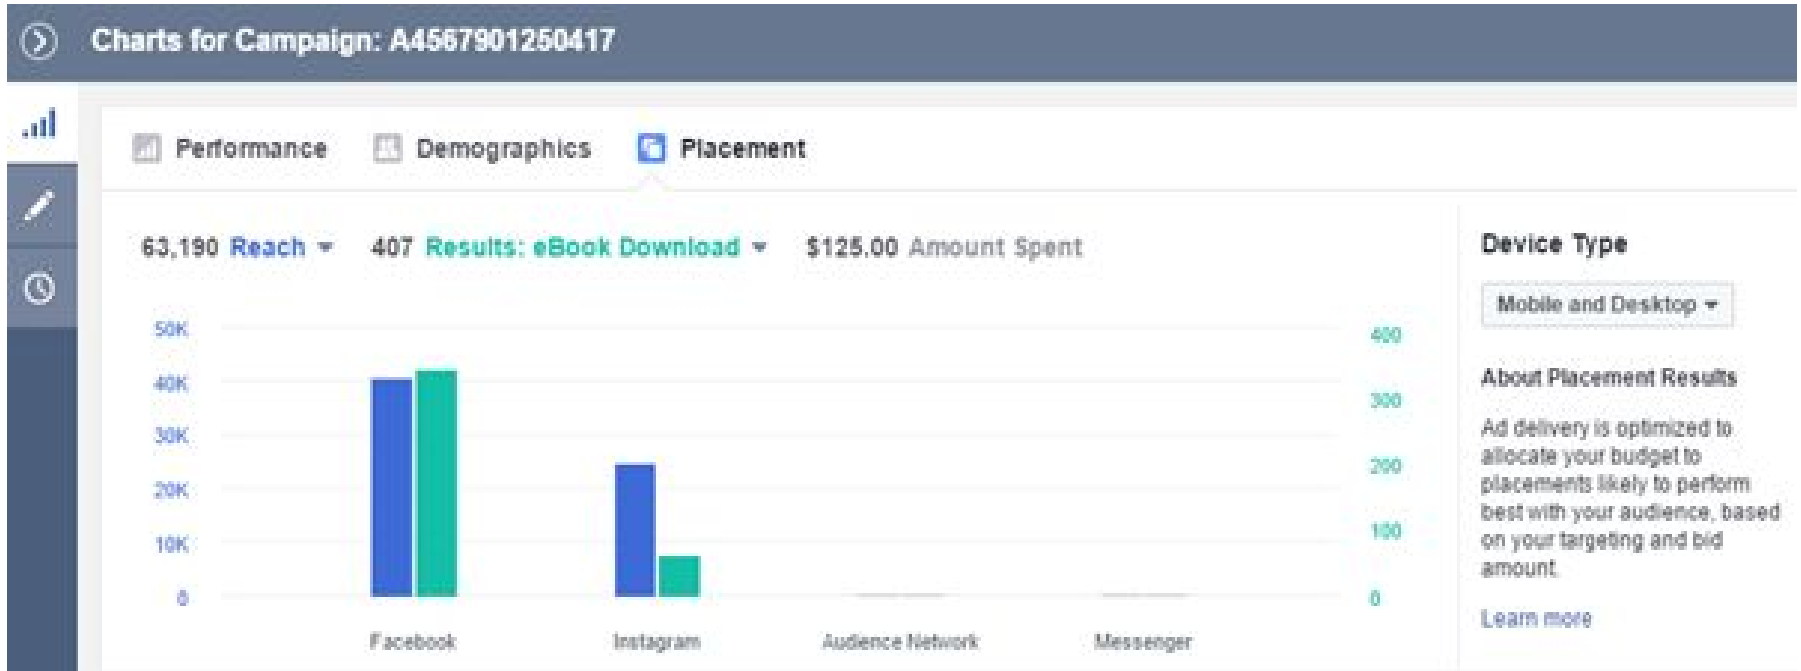 Charts for Campaign: A4567901250417
Performance Demographics Placement
63,190 Reach 407 Results: eBook Download $125.00 Amount Spent
50K
40K
30K
20K
10K
0
400
300
200
100
0
Facebook Instagram Audience Network Messenger
Device Type
Mobile and Desktop
About Placement Results
Ad delivery is optimized to
allocate your budget to
placements likely to perform
best with your audience, based
on your targeting and bid
amount.
Learn more